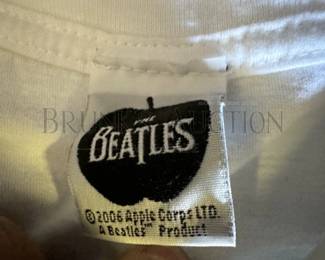 THE
BEATLES
© 2006 Apple Corps LTD.
A Beatles™ Product